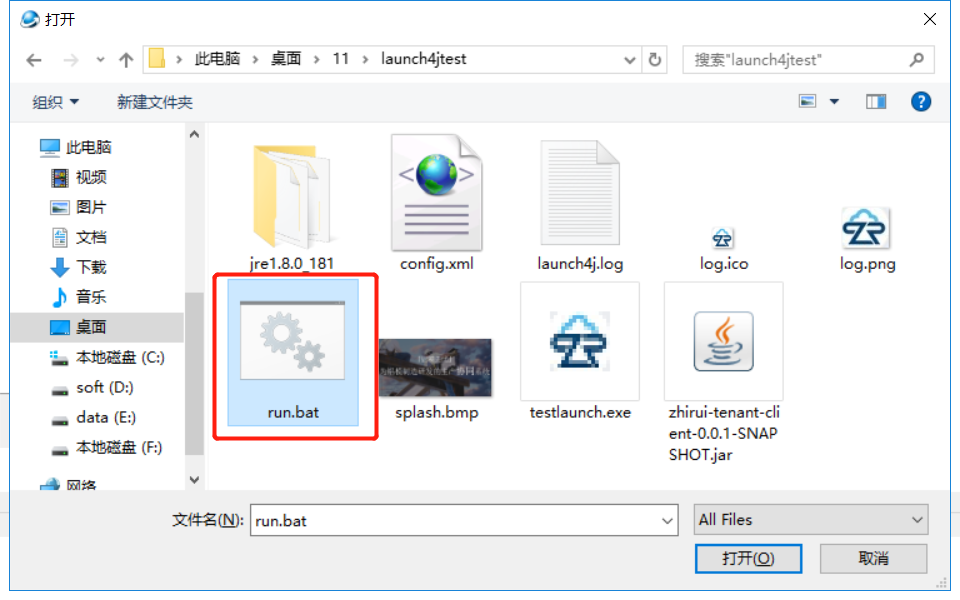 打开
此电脑 > 桌面 > 11 > launch4jtest
搜索"launch4jtest"
组织
新建文件夹
此电脑
视频
图片
文档
下载
音乐
桌面
本地磁盘 (C:)
soft (D:)
data (E:)
本地磁盘 (F:)
网络
jre1.8.0_181
config.xml
launch4j.log
log.ico
log.png
run.bat
splash.bmp
testlaunch.exe
zhirui-tenant-cli
ent-0.0.1-SNAP
SHOT.jar
文件名(N):
run.bat
All Files
打开(O)
取消